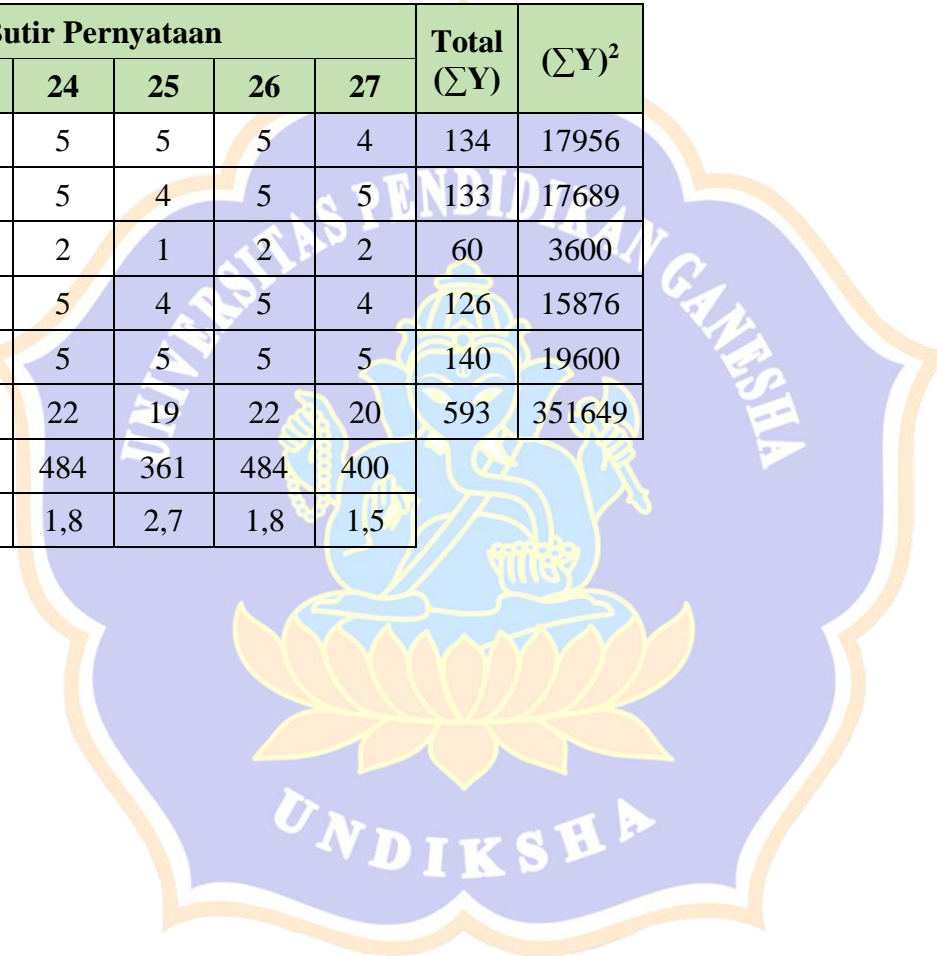 Butir Pernyataan Total (∑Y) (∑Y)²
24 25 26 27
5 5 5 4 134 17956
5 4 5 5 133 17689
2 1 2 2 60 3600
5 4 5 4 126 15876
5 5 5 5 140 19600
22 19 22 20 593 351649
484 361 484 400
1,8 2,7 1,8 1,5
UNIVERSITAS PENDIDIKAN GANESHA
UNDIKSHA